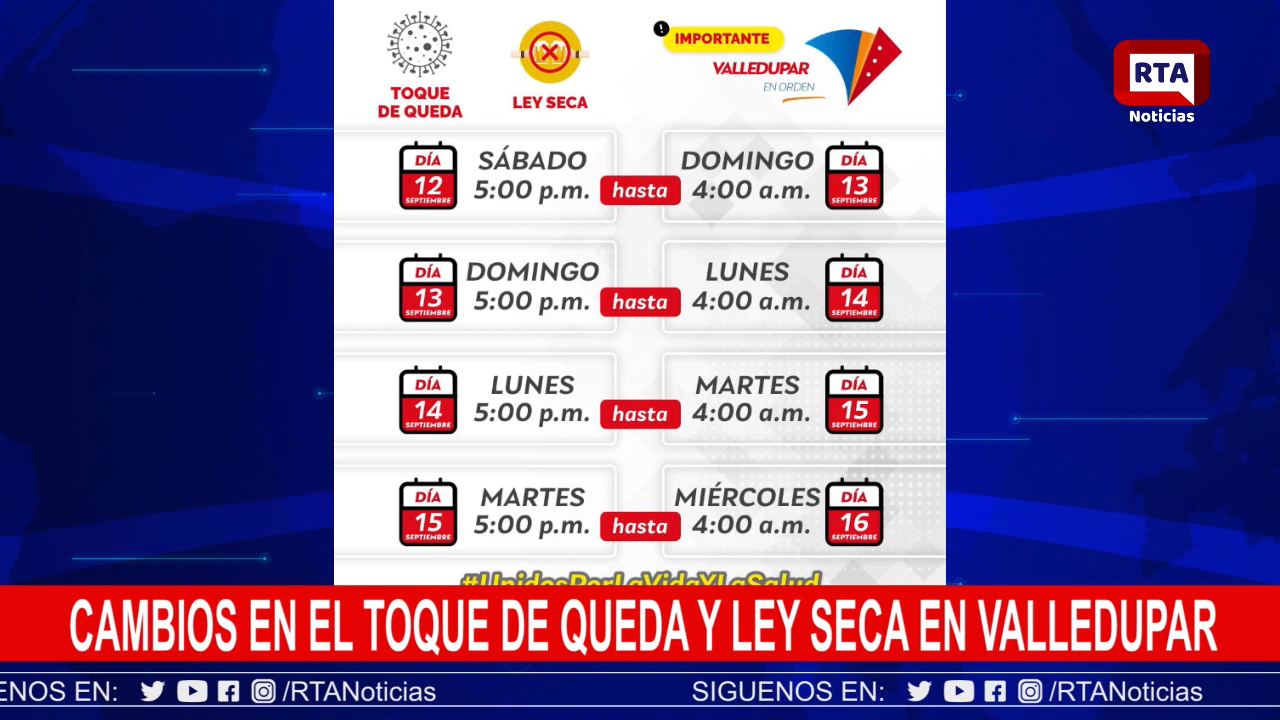 TOQUE
DE QUEDA
LEY SECA
!
IMPORTANTE
VALLEDUPAR
EN ORDEN
RTA
Noticias
DÍA
12
SEPTIEMBRE
SÁBADO
5:00 p.m.
hasta
DOMINGO
4:00 a.m.
DÍA
13
SEPTIEMBRE
DÍA
13
SEPTIEMBRE
DOMINGO
5:00 p.m.
hasta
LUNES
4:00 a.m.
DÍA
14
SEPTIEMBRE
DÍA
14
SEPTIEMBRE
LUNES
5:00 p.m.
hasta
MARTES
4:00 a.m.
DÍA
15
SEPTIEMBRE
DÍA
15
SEPTIEMBRE
MARTES
5:00 p.m.
hasta
MIÉRCOLES
4:00 a.m.
DÍA
16
SEPTIEMBRE
#UnidosPorLaVidaYLaSalud
CAMBIOS EN EL TOQUE DE QUEDA Y LEY SECA EN VALLEDUPAR
ENOS EN: /RTANoticias SIGUENOS EN: /RTANoticias